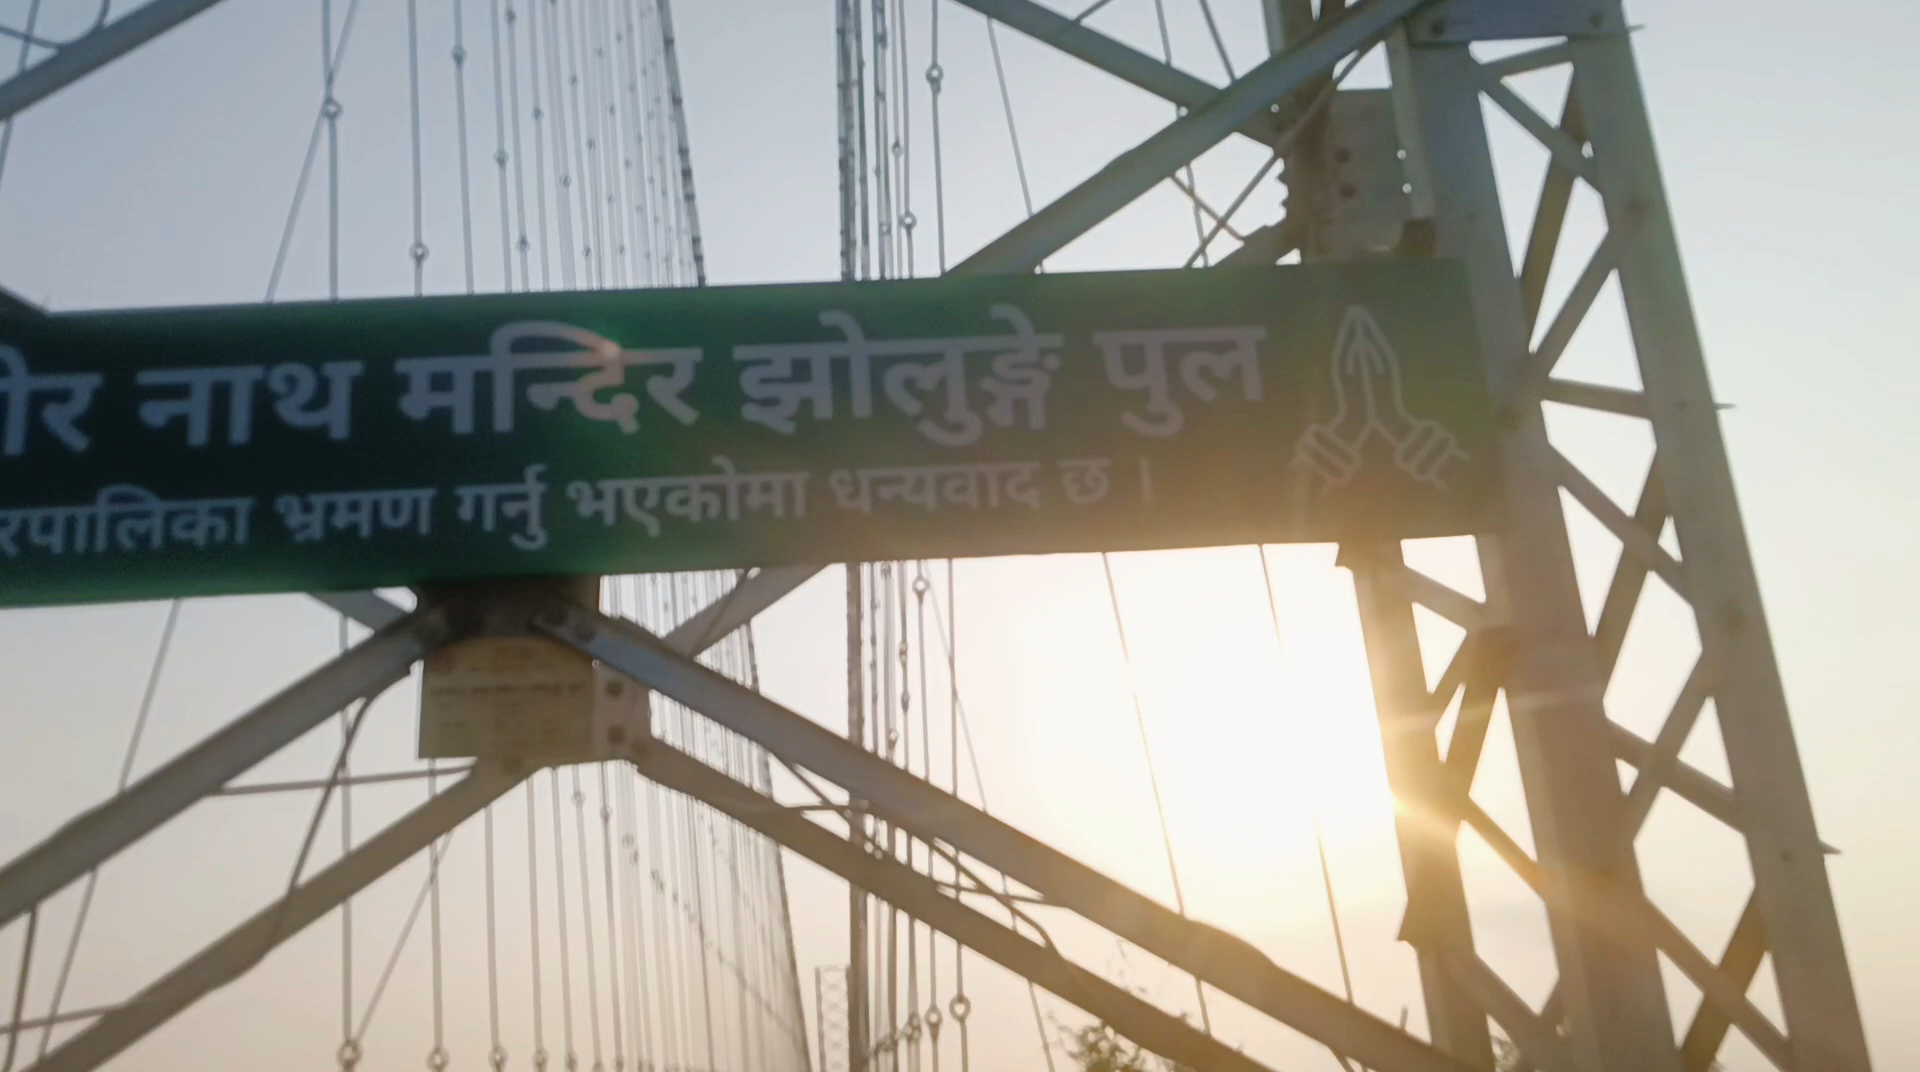 ीर नाथ मन्दिर झोलुङ्गे पुल
रपालिका भ्रमण गर्नु भएकोमा धन्यवाद छ ।